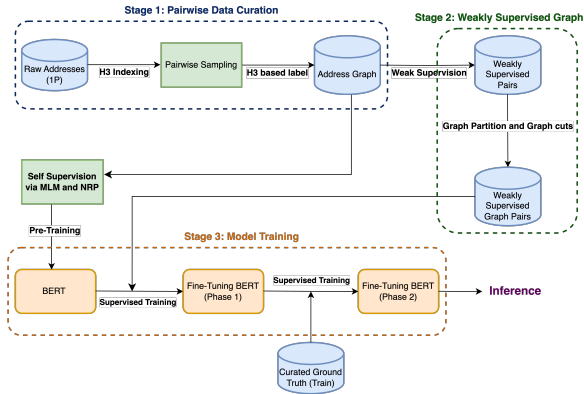 Stage 1: Pairwise Data Curation
Stage 2: Weakly Supervised Graph
Raw Addresses
(1P)
H3 Indexing
Pairwise Sampling
H3 based label
Address Graph
Weak Supervision
Weakly
Supervised
Pairs
Graph Partition and Graph cuts
Weakly
Supervised
Graph Pairs
Self Supervision
via MLM and NRP
Pre-Training
Stage 3: Model Training
BERT
Supervised Training
Fine-Tuning BERT
(Phase 1)
Supervised Training
Fine-Tuning BERT
(Phase 2)
Inference
Curated Ground
Truth (Train)